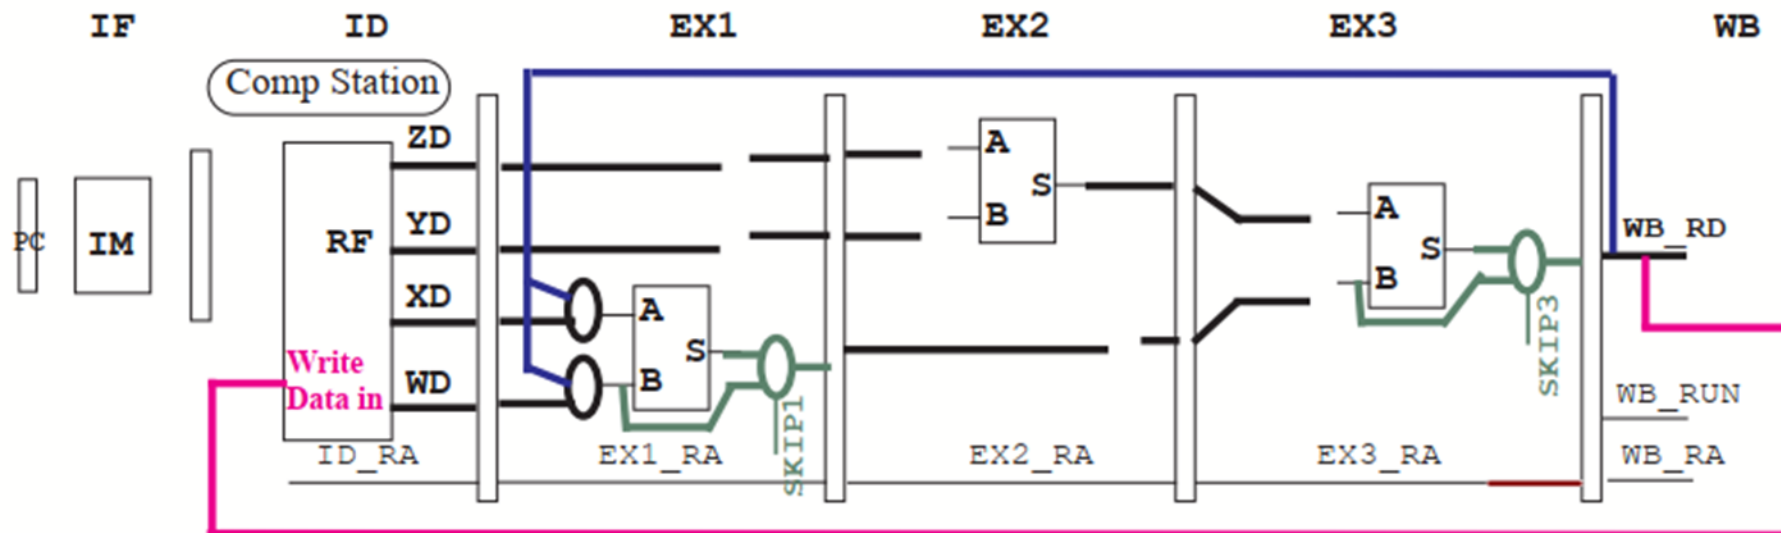 IF ID EX1 EX2 EX3 WB
Comp Station
ZD
YD
XD
WD
PC
IM
RF
Write
Data in
A
S
B
SKIP1
A
S
B
A
S
B
SKIP3
WB_RD
WB_RUN
ID_RA EX1_RA EX2_RA EX3_RA WB_RA